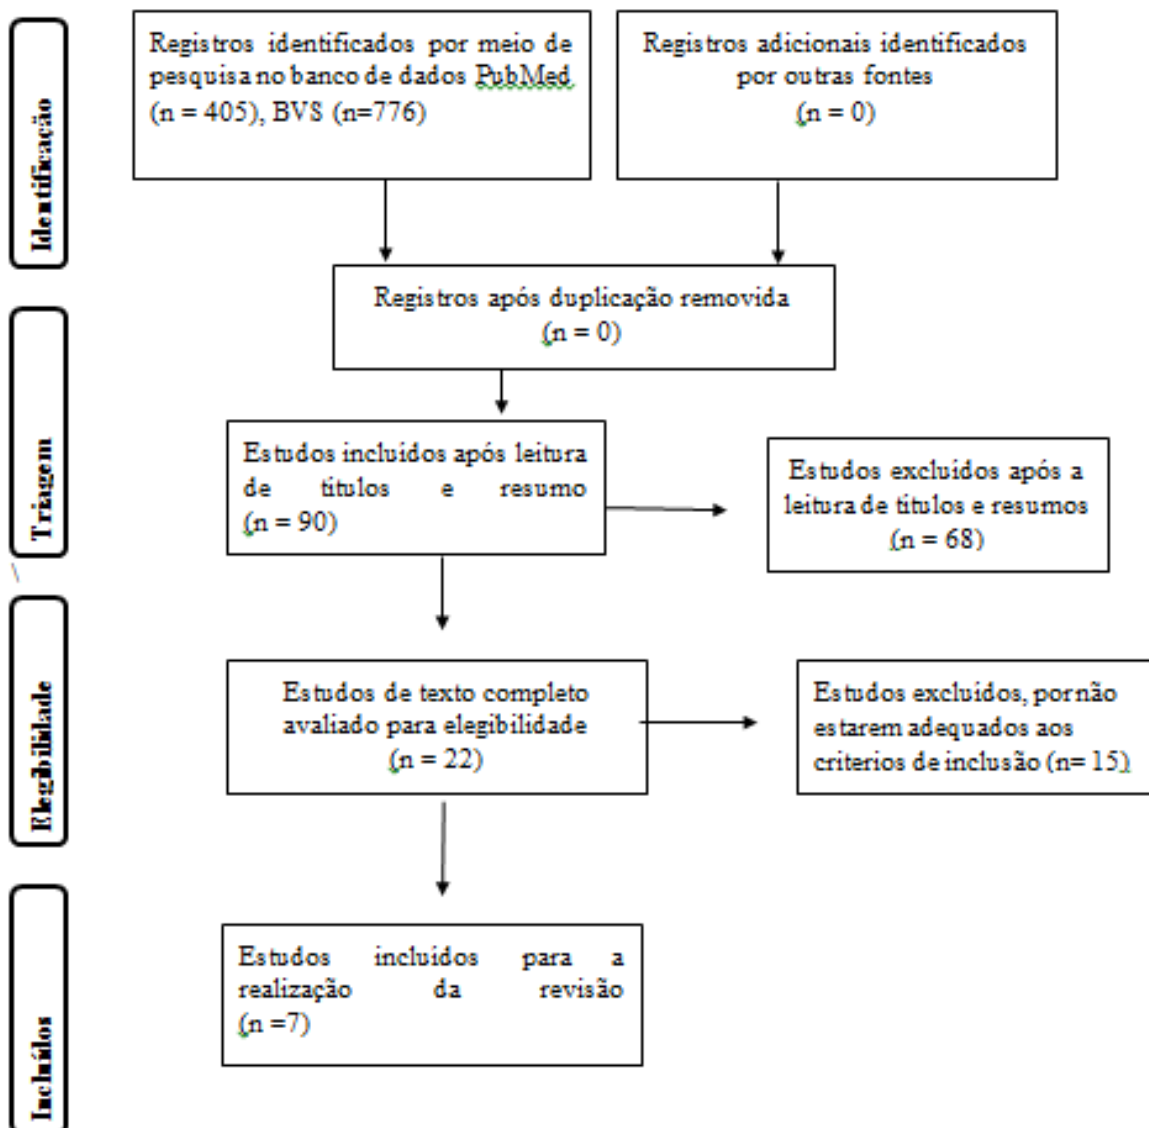 Identificação
Registros identificados por meio de
pesquisa no banco de dados PubMed
(n = 405), BVS (n=776)
Registros adicionais identificados
por outras fontes
(n = 0)
Registros após duplicação removida
(n = 0)
Triagem
Estudos incluídos após leitura
de titulos e resumo
(n = 90)
Estudos excluídos após a
leitura de titulos e resumos
(n = 68)
\
Elegibilidade
Estudos de texto completo
avaliado para elegibilidade
(n = 22)
Estudos excluídos, por não
estarem adequados aos
criterios de inclusão (n= 15)
Incluídos
Estudos incluídos para a
realização da revisão
(n =7)